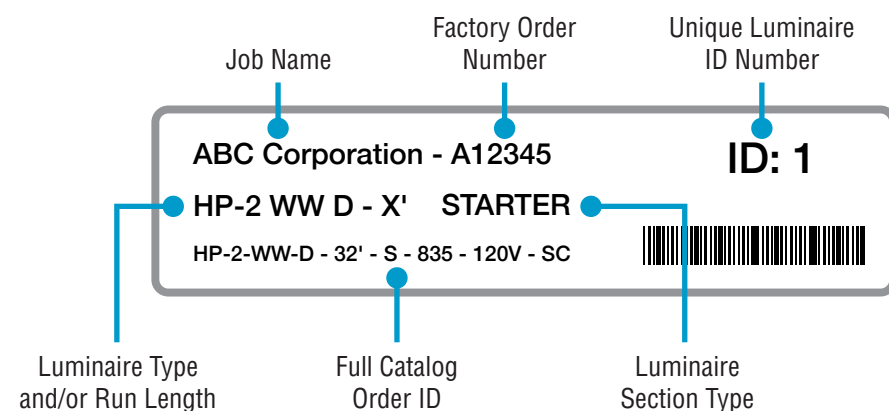 Job Name
Factory Order
Number
Unique Luminaire
ID Number
ABC Corporation - A12345
ID: 1
HP-2 WW D - X' STARTER
HP-2-WW-D - 32' - S - 835 - 120V - SC
Luminaire Type
and/or Run Length
Full Catalog
Order ID
Luminaire
Section Type